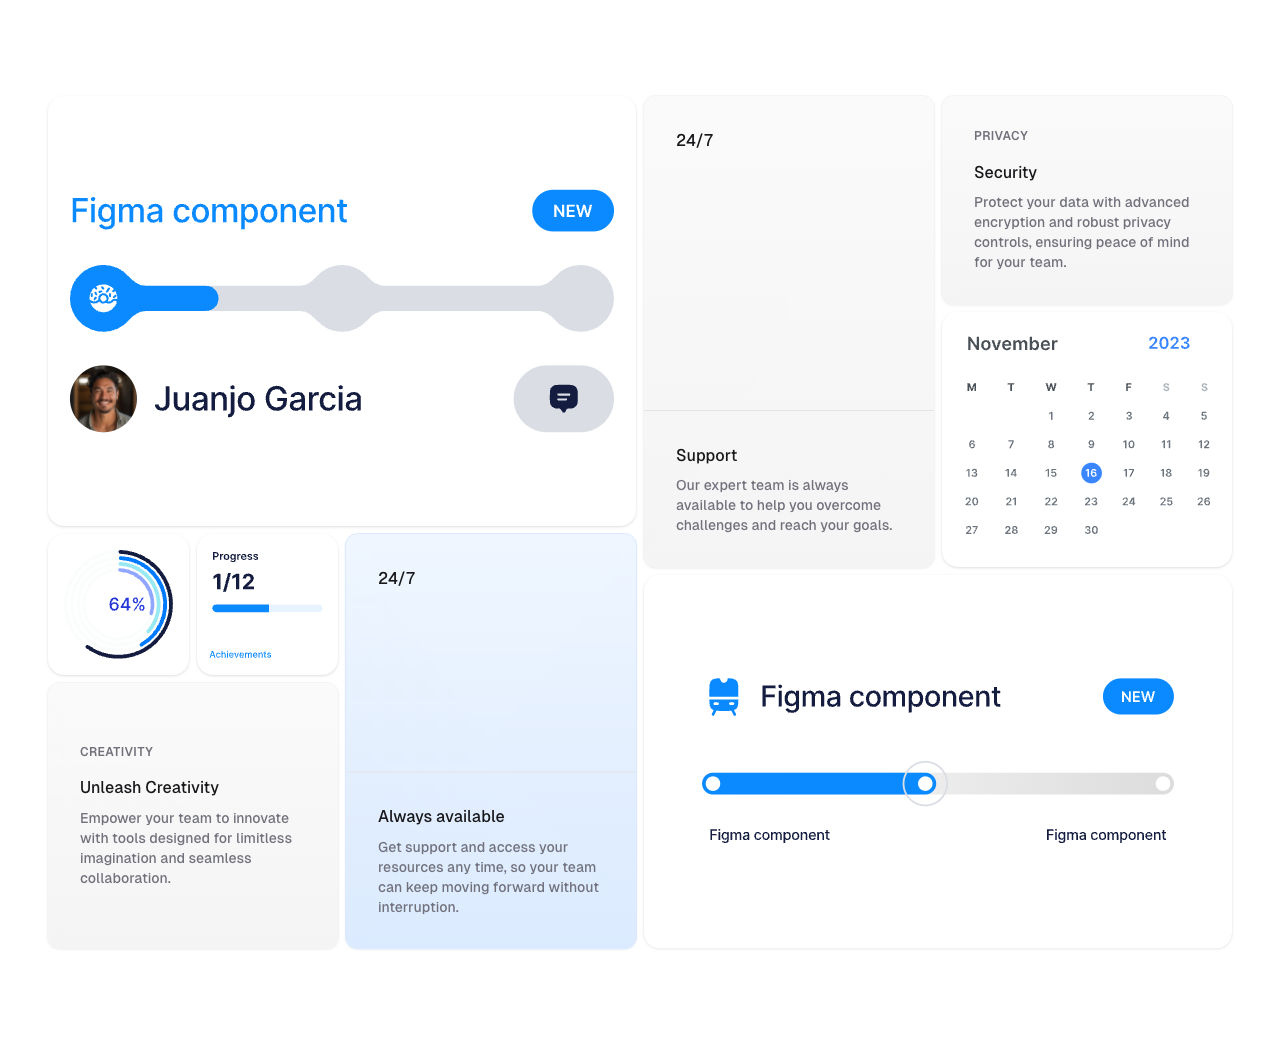 Figma component
NEW
Juanjo Garcia
24/7
Support
Our expert team is always
available to help you overcome
challenges and reach your goals.
PRIVACY
Security
Protect your data with advanced
encryption and robust privacy
controls, ensuring peace of mind
for your team.
November 2023
M T W T F S S
1 2 3 4 5
6 7 8 9 10 11 12
13 14 15 16 17 18 19
20 21 22 23 24 25 26
27 28 29 30
64%
Progress
1/12
Achievements
CREATIVITY
Unleash Creativity
Empower your team to innovate
with tools designed for limitless
imagination and seamless
collaboration.
24/7
Always available
Get support and access your
resources any time, so your team
can keep moving forward without
interruption.
Figma component
NEW
Figma component
Figma component